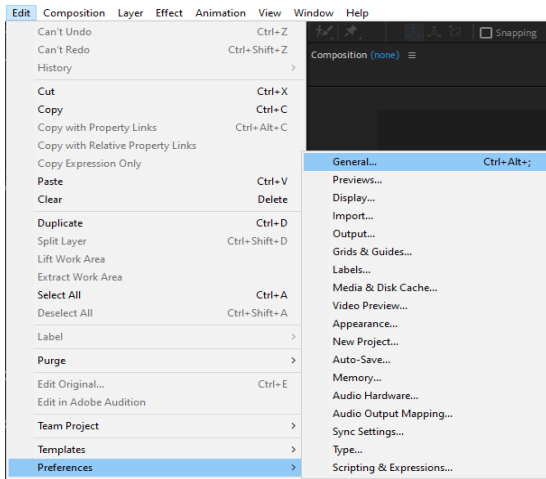 Edit Composition Layer Effect Animation View Window Help
Can't Undo Ctrl+Z
Can't Redo Ctrl+Shift+Z
History
Cut Ctrl+X
Copy Ctrl+C
Copy with Property Links Ctrl+Alt+C
Copy with Relative Property Links
Copy Expression Only
Paste Ctrl+V
Clear Delete
Duplicate Ctrl+D
Split Layer Ctrl+Shift+D
Lift Work Area
Extract Work Area
Select All Ctrl+A
Deselect All Ctrl+Shift+A
Label
Purge
Edit Original... Ctrl+E
Edit in Adobe Audition
Team Project
Templates
Preferences
Snapping
Composition (none)
General... Ctrl+Alt+;
Previews...
Display...
Import...
Output...
Grids & Guides...
Labels...
Media & Disk Cache...
Video Preview...
Appearance...
New Project...
Auto-Save...
Memory...
Audio Hardware...
Audio Output Mapping...
Sync Settings...
Type...
Scripting & Expressions...